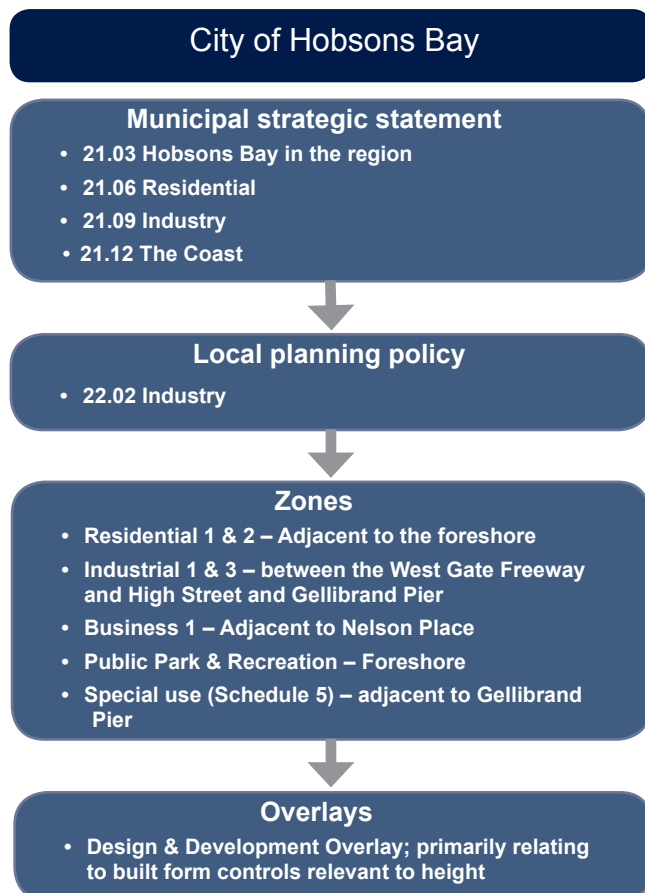 City of Hobsons Bay
Municipal strategic statement
• 21.03 Hobsons Bay in the region
• 21.06 Residential
• 21.09 Industry
• 21.12 The Coast
Local planning policy
• 22.02 Industry
Zones
• Residential 1 & 2 – Adjacent to the foreshore
• Industrial 1 & 3 – between the West Gate Freeway
and High Street and Gellibrand Pier
• Business 1 – Adjacent to Nelson Place
• Public Park & Recreation – Foreshore
• Special use (Schedule 5) – adjacent to Gellibrand
Pier
Overlays
• Design & Development Overlay; primarily relating
to built form controls relevant to height